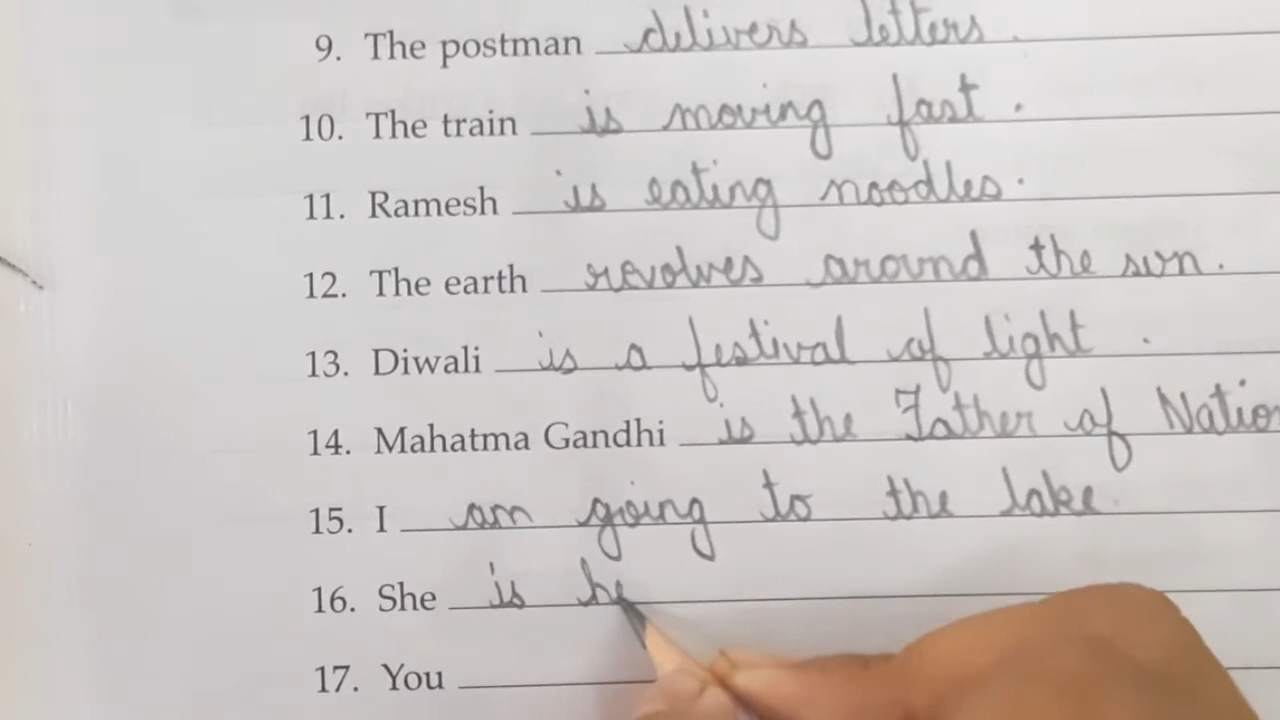 9. The postman delivers letters.
10. The train is moving fast.
11. Ramesh is eating noodles.
12. The earth revolves around the sun.
13. Diwali is a festival of light.
14. Mahatma Gandhi is the Father of Natio
15. I am going to the lake.
16. She is he
17. You